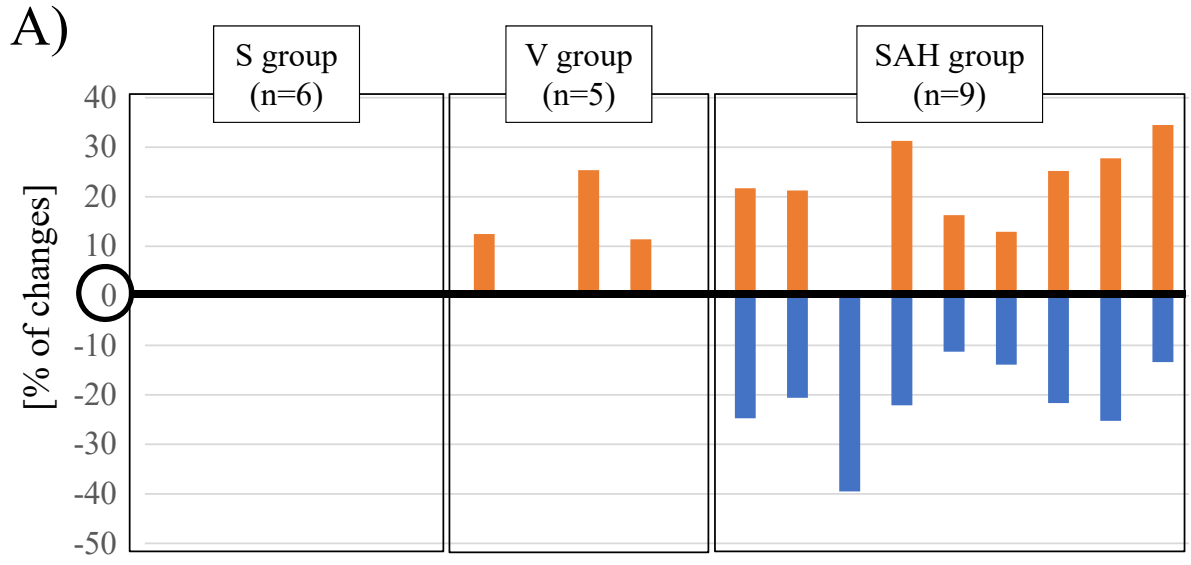 A)
S group
(n=6)
V group
(n=5)
SAH group
(n=9)
[% of changes]
40
30
20
10
0
-10
-20
-30
-40
-50